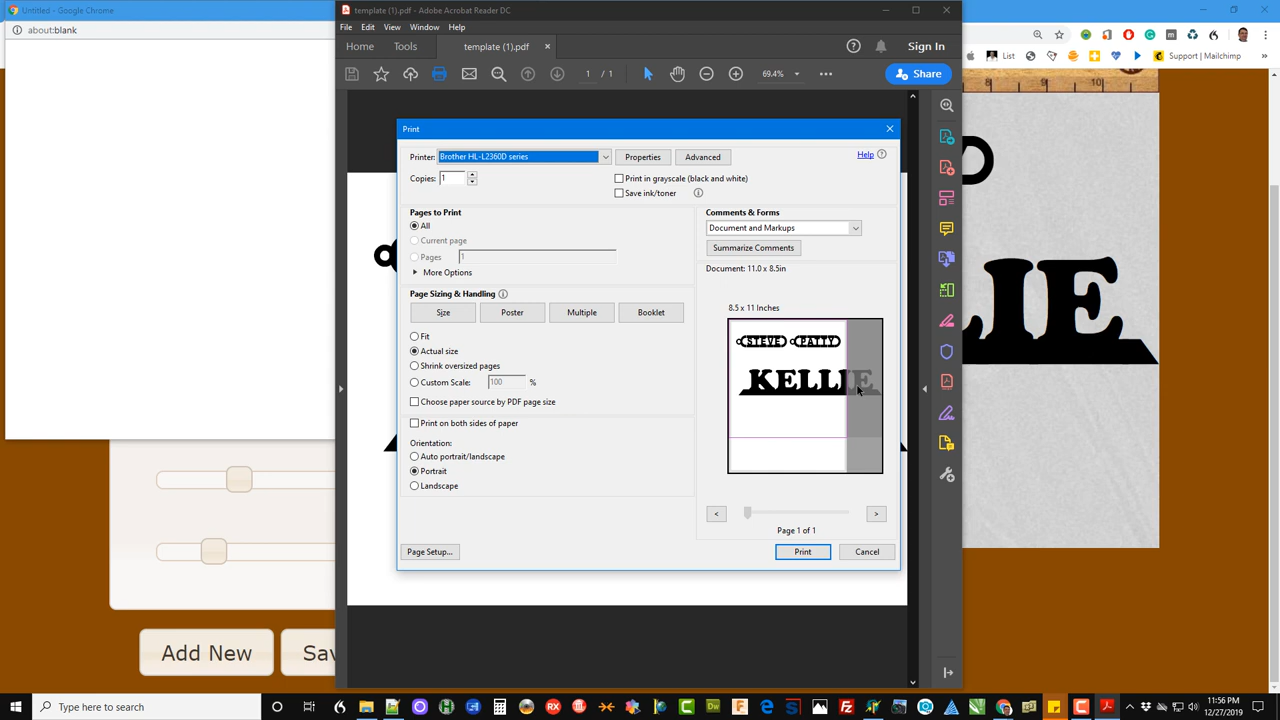 Untitled - Google Chrome
about:blank
template (1).pdf - Adobe Acrobat Reader DC
File Edit View Window Help
Home Tools template (1).pdf × Sign In
1 / 1 69.4% Share
List Support | Mailchimp »
8 9 10
Print
Printer: Brother HL-L2360D series Properties Advanced Help
Copies: 1 Print in grayscale (black and white)
Save ink/toner
Pages to Print
All
Current page
Pages 1
More Options
Page Sizing & Handling
Size Poster Multiple Booklet
Fit
Actual size
Shrink oversized pages
Custom Scale: 100 %
Choose paper source by PDF page size
Print on both sides of paper
Orientation:
Auto portrait/landscape
Portrait
Landscape
Comments & Forms
Document and Markups
Summarize Comments
Document: 11.0 x 8.5in
8.5 x 11 Inches
STEVE PATTY
KELLIE
< >
Page 1 of 1
Page Setup... Print Cancel
LIE
Add New Sav
Type here to search
11:56 PM
12/27/2019